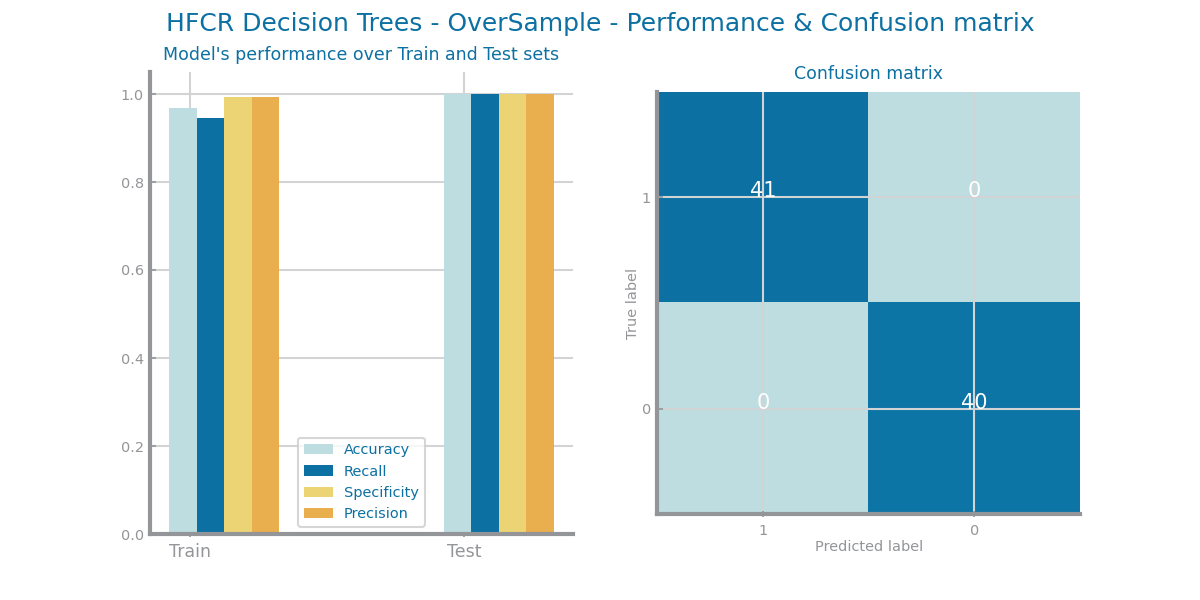 HFCR Decision Trees - OverSample - Performance & Confusion matrix
Model's performance over Train and Test sets
1.0
0.8
0.6
0.4
0.2
0.0
Accuracy
Recall
Specificity
Precision
Train
Test
Confusion matrix
True label
1
0
41
0
0
40
1
0
Predicted label